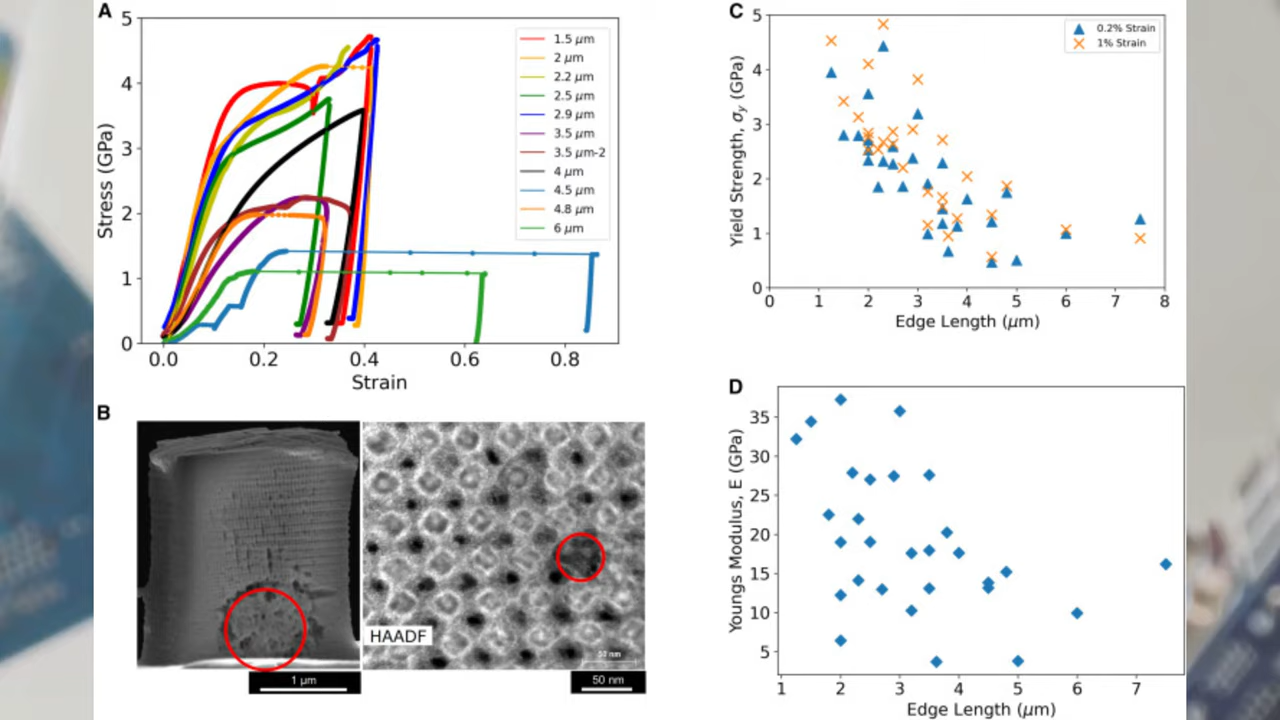 A
5
4
3
2
1
0
Stress (GPa)
0.0 0.2 0.4 0.6 0.8
Strain
1.5 μm
2 μm
2.2 μm
2.5 μm
2.9 μm
3.5 μm
3.5 μm-2
4 μm
4.5 μm
4.8 μm
6 μm
B
HAADF
50 nm
1 μm
50 nm
C
5
4
3
2
1
0
Yield Strength, σy (GPa)
0.2% Strain
1% Strain
0 1 2 3 4 5 6 7 8
Edge Length (μm)
D
35
30
25
20
15
10
5
Youngs Modulus, E (GPa)
1 2 3 4 5 6 7
Edge Length (μm)